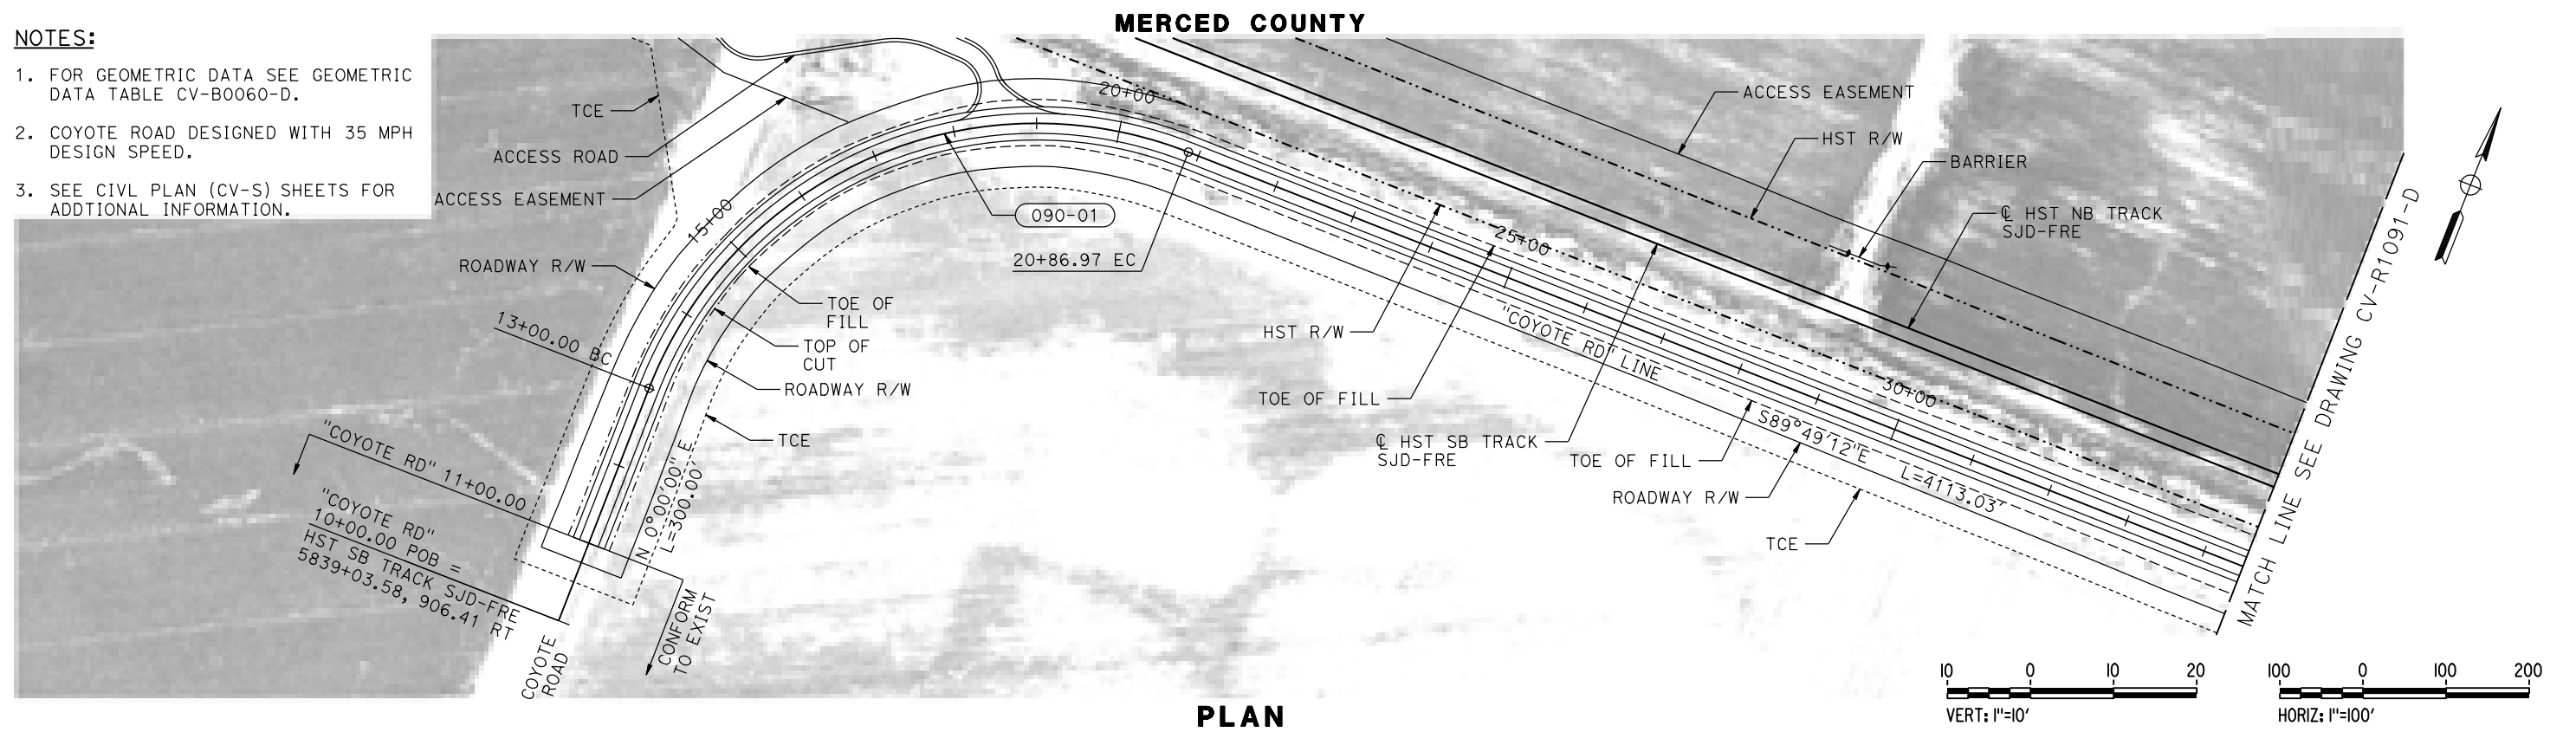 MERCED COUNTY
NOTES:
1. FOR GEOMETRIC DATA SEE GEOMETRIC
DATA TABLE CV-B0060-D.
2. COYOTE ROAD DESIGNED WITH 35 MPH
DESIGN SPEED.
3. SEE CIVL PLAN (CV-S) SHEETS FOR
ADDTIONAL INFORMATION.
TCE
ACCESS ROAD
ACCESS EASEMENT
ROADWAY R/W
15+00
20+00
090-01
20+86.97 EC
TOE OF
FILL
TOP OF
CUT
ROADWAY R/W
TCE
13+00.00 BC
"COYOTE RD" 11+00.00
"COYOTE RD"
10+00.00 POB =
HST SB TRACK SJD-FRE
5839+03.58, 906.41 RT
N 0°00'00" E
L=300.00'
CONFORM
TO EXIST
COYOTE
ROAD
ACCESS EASEMENT
HST R/W
BARRIER
℄ HST NB TRACK
SJD-FRE
25+00
HST R/W
"COYOTE RD" LINE
TOE OF FILL
30+00
℄ HST SB TRACK
SJD-FRE
S89°49'12"E L=4113.03'
TOE OF FILL
ROADWAY R/W
TCE
MATCH LINE SEE DRAWING CV-R1091-D
10 0 10 20
VERT: 1"=10'
100 0 100 200
HORIZ: 1"=100'
PLAN